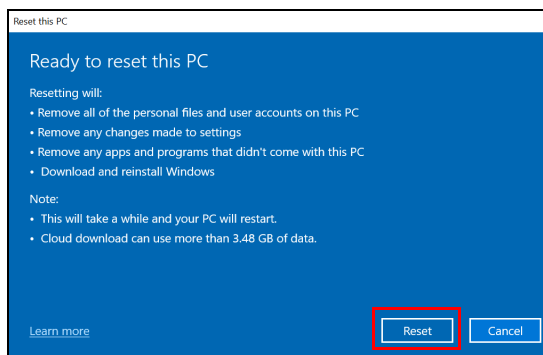 Reset this PC
Ready to reset this PC
Resetting will:
• Remove all of the personal files and user accounts on this PC
• Remove any changes made to settings
• Remove any apps and programs that didn't come with this PC
• Download and reinstall Windows
Note:
• This will take a while and your PC will restart.
• Cloud download can use more than 3.48 GB of data.
Learn more
Reset
Cancel